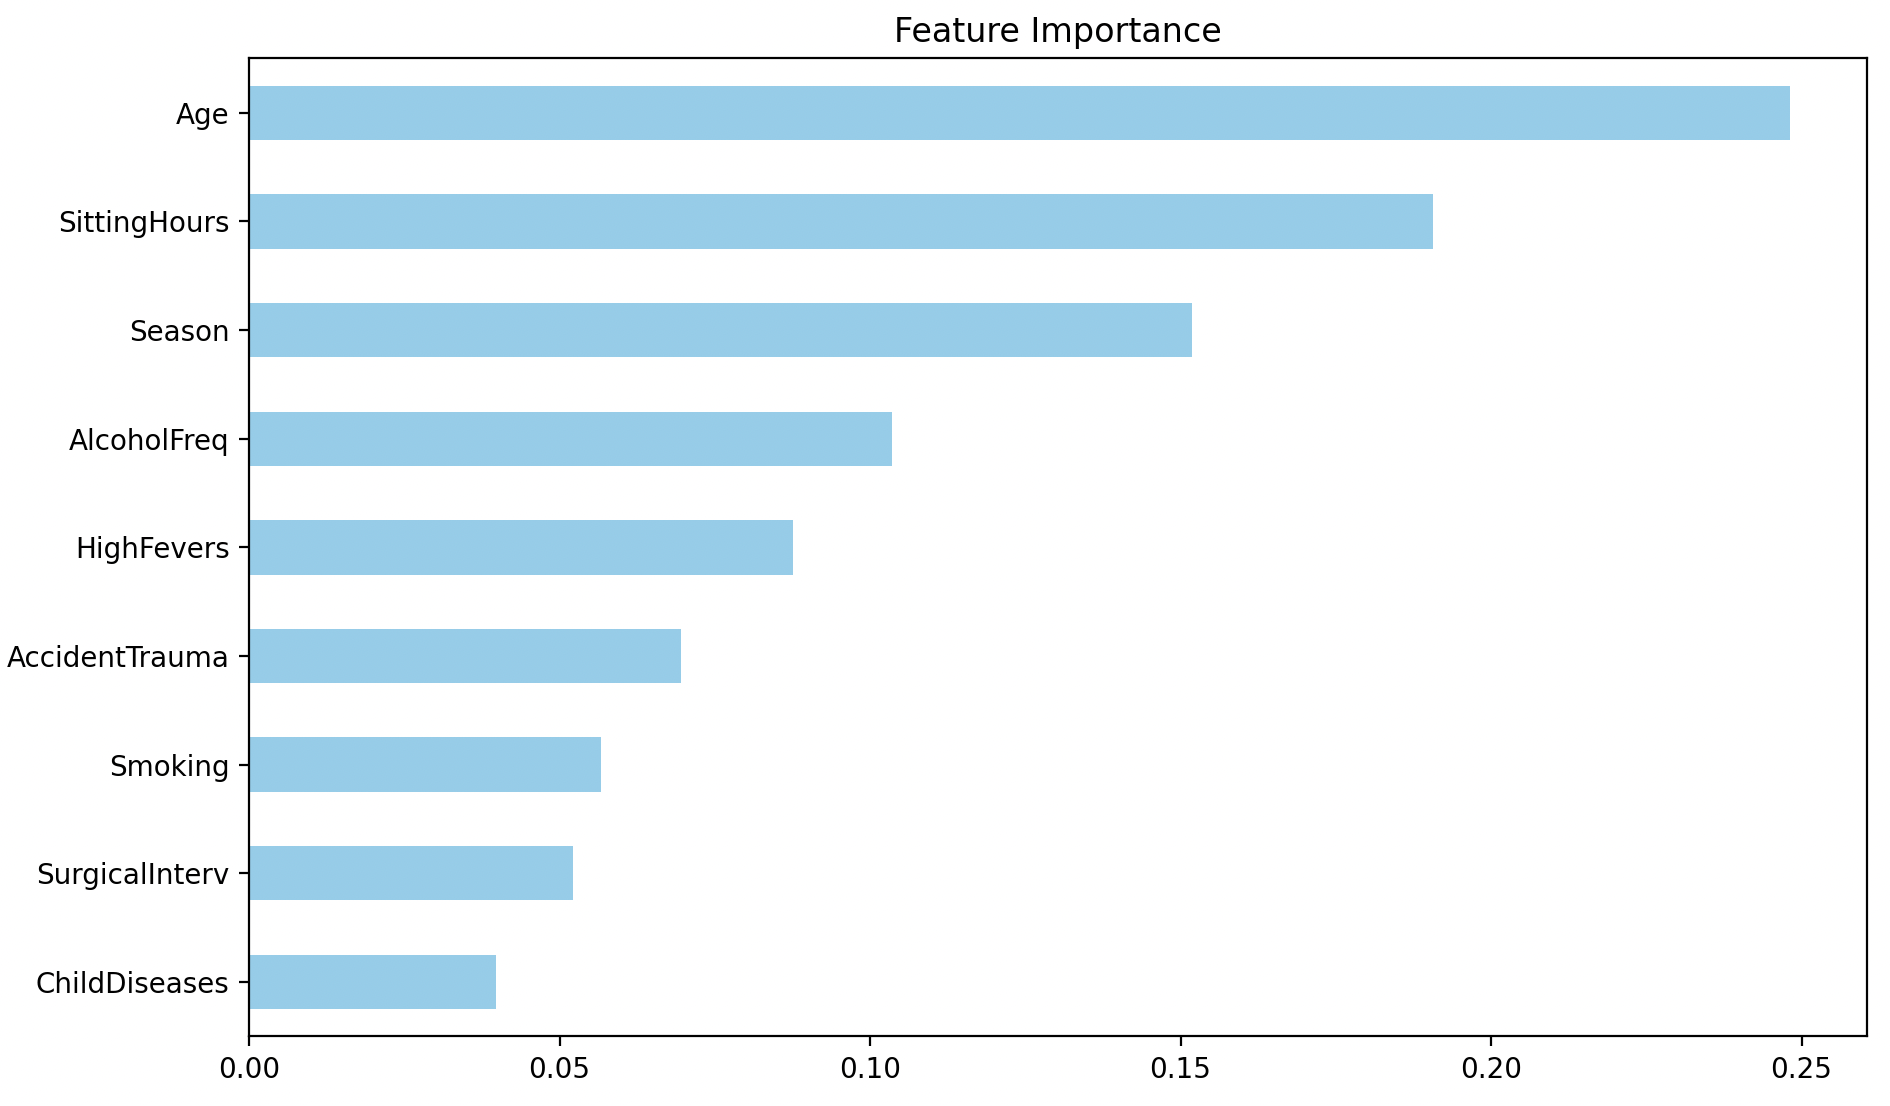 Feature Importance
Age
SittingHours
Season
AlcoholFreq
HighFevers
AccidentTrauma
Smoking
SurgicalInterv
ChildDiseases
0.00 0.05 0.10 0.15 0.20 0.25